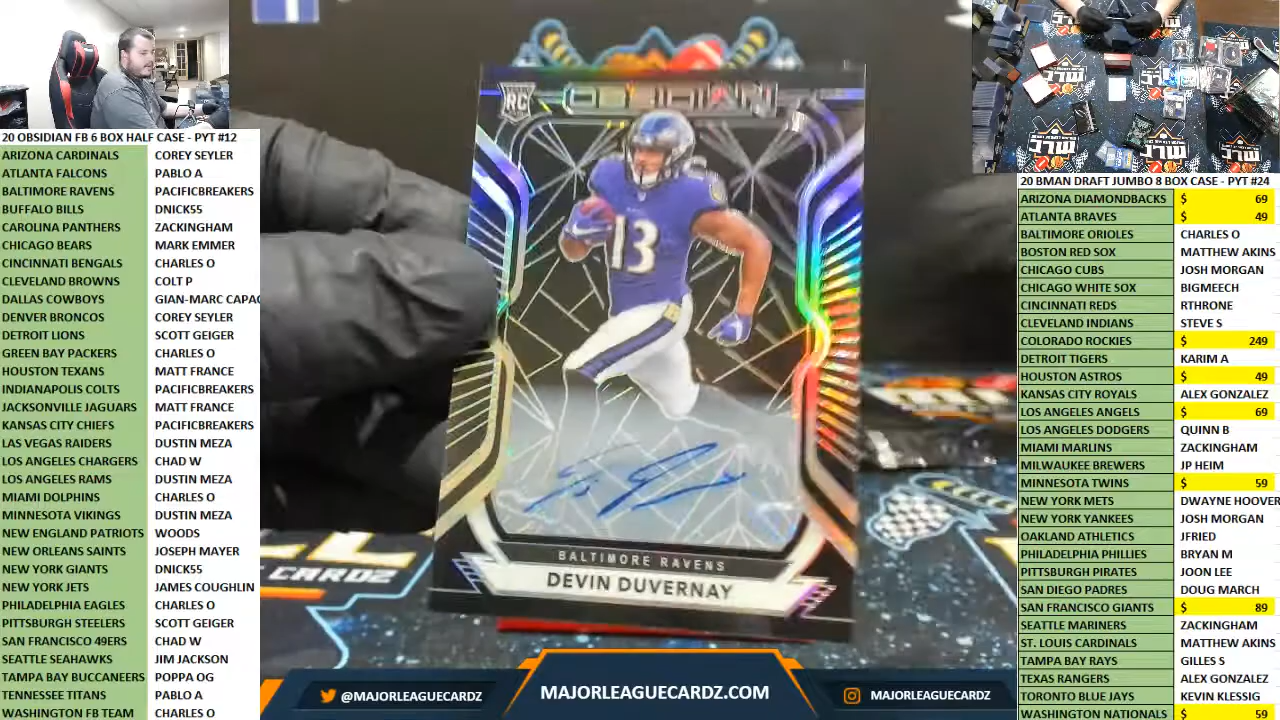 20 OBSIDIAN FB 6 BOX HALF CASE - PYT #12
ARIZONA CARDINALS COREY SEYLER
ATLANTA FALCONS PABLO A
BALTIMORE RAVENS PACIFICBREAKERS
BUFFALO BILLS DNICK55
CAROLINA PANTHERS ZACKINGHAM
CHICAGO BEARS MARK EMMER
CINCINNATI BENGALS CHARLES O
CLEVELAND BROWNS COLT P
DALLAS COWBOYS GIAN-MARC CAPAC
DENVER BRONCOS COREY SEYLER
DETROIT LIONS SCOTT GEIGER
GREEN BAY PACKERS CHARLES O
HOUSTON TEXANS MATT FRANCE
INDIANAPOLIS COLTS PACIFICBREAKERS
JACKSONVILLE JAGUARS MATT FRANCE
KANSAS CITY CHIEFS PACIFICBREAKERS
LAS VEGAS RAIDERS DUSTIN MEZA
LOS ANGELES CHARGERS CHAD W
LOS ANGELES RAMS DUSTIN MEZA
MIAMI DOLPHINS CHARLES O
MINNESOTA VIKINGS DUSTIN MEZA
NEW ENGLAND PATRIOTS WOODS
NEW ORLEANS SAINTS JOSEPH MAYER
NEW YORK GIANTS DNICK55
NEW YORK JETS JAMES COUGHLIN
PHILADELPHIA EAGLES CHARLES O
PITTSBURGH STEELERS SCOTT GEIGER
SAN FRANCISCO 49ERS CHAD W
SEATTLE SEAHAWKS JIM JACKSON
TAMPA BAY BUCCANEERS POPPA OG
TENNESSEE TITANS PABLO A
WASHINGTON FB TEAM CHARLES O
RC
OBSIDIAN
13
BALTIMORE RAVENS
DEVIN DUVERNAY
CARDZ
@MAJORLEAGUECARDZ
MAJORLEAGUECARDZ.COM
MAJORLEAGUECARDZ
MLC
MLC
20 BMAN DRAFT JUMBO 8 BOX CASE - PYT #24
ARIZONA DIAMONDBACKS $ 69
ATLANTA BRAVES $ 49
BALTIMORE ORIOLES CHARLES O
BOSTON RED SOX MATTHEW AKINS
CHICAGO CUBS JOSH MORGAN
CHICAGO WHITE SOX BIGMEECH
CINCINNATI REDS RTHRONE
CLEVELAND INDIANS STEVE S
COLORADO ROCKIES $ 249
DETROIT TIGERS KARIM A
HOUSTON ASTROS $ 49
KANSAS CITY ROYALS ALEX GONZALEZ
LOS ANGELS ANGELS $ 69
LOS ANGELES DODGERS QUINN B
MIAMI MARLINS ZACKINGHAM
MILWAUKEE BREWERS JP HEIM
MINNESOTA TWINS $ 59
NEW YORK METS DWAYNE HOOVER
NEW YORK YANKEES JOSH MORGAN
OAKLAND ATHLETICS JFRIED
PHILADELPHIA PHILLIES BRYAN M
PITTSBURGH PIRATES JOON LEE
SAN DIEGO PADRES DOUG MARCH
SAN FRANCISCO GIANTS $ 89
SEATTLE MARINERS ZACKINGHAM
ST. LOUIS CARDINALS MATTHEW AKINS
TAMPA BAY RAYS GILLES S
TEXAS RANGERS ALEX GONZALEZ
TORONTO BLUE JAYS KEVIN KLESSIG
WASHINGTON NATIONALS $ 59